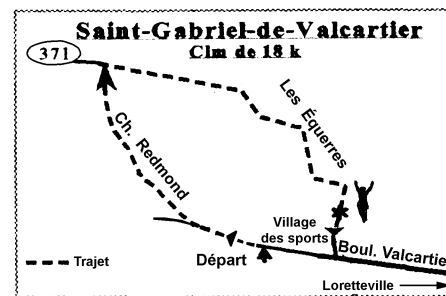 Saint-Gabriel-de-Valcartier
Clm de 18 k
371
Les Équerres
Ch. Redmond
Village
des sports
Boul. Valcartie
Départ
Trajet
Loretteville